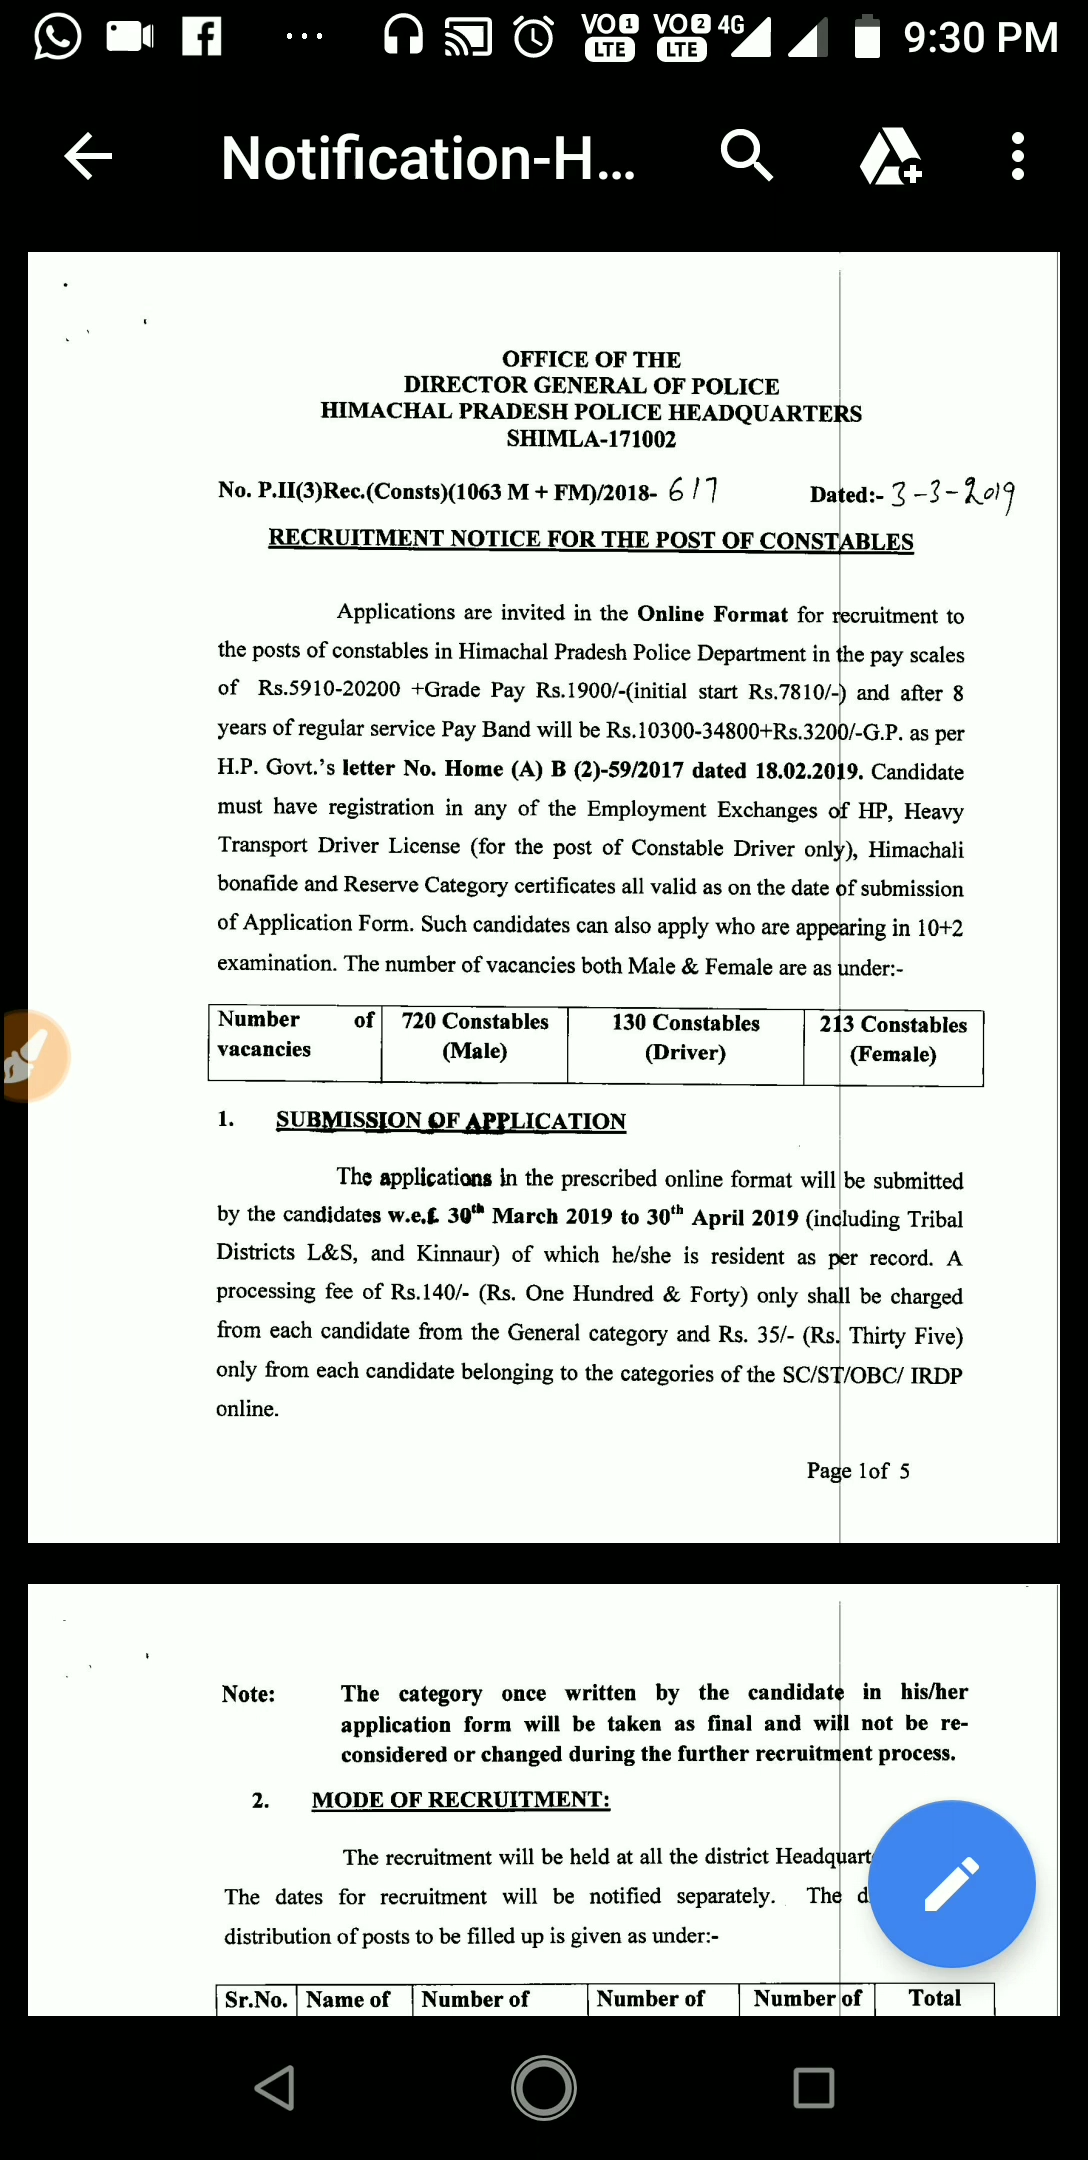 VO 1 LTE VO 2 LTE 4G 9:30 PM
Notification-H...
OFFICE OF THE
DIRECTOR GENERAL OF POLICE
HIMACHAL PRADESH POLICE HEADQUARTERS
SHIMLA-171002
No. P.II(3)Rec.(Consts)(1063 M + FM)/2018- 617 Dated:- 3-3-2019
RECRUITMENT NOTICE FOR THE POST OF CONSTABLES
Applications are invited in the Online Format for recruitment to
the posts of constables in Himachal Pradesh Police Department in the pay scales
of Rs.5910-20200 +Grade Pay Rs.1900/-(initial start Rs.7810/-) and after 8
years of regular service Pay Band will be Rs.10300-34800+Rs.3200/-G.P. as per
H.P. Govt.'s letter No. Home (A) B (2)-59/2017 dated 18.02.2019. Candidate
must have registration in any of the Employment Exchanges of HP, Heavy
Transport Driver License (for the post of Constable Driver only), Himachali
bonafide and Reserve Category certificates all valid as on the date of submission
of Application Form. Such candidates can also apply who are appearing in 10+2
examination. The number of vacancies both Male & Female are as under:-
Number of 720 Constables 130 Constables 213 Constables
vacancies (Male) (Driver) (Female)
1. SUBMISSION OF APPLICATION
The applications in the prescribed online format will be submitted
by the candidates w.e.f. 30th March 2019 to 30th April 2019 (including Tribal
Districts L&S, and Kinnaur) of which he/she is resident as per record. A
processing fee of Rs.140/- (Rs. One Hundred & Forty) only shall be charged
from each candidate from the General category and Rs. 35/- (Rs. Thirty Five)
only from each candidate belonging to the categories of the SC/ST/OBC/ IRDP
online.
Page 1of 5
Note: The category once written by the candidate in his/her
application form will be taken as final and will not be re-
considered or changed during the further recruitment process.
2. MODE OF RECRUITMENT:
The recruitment will be held at all the district Headquart
The dates for recruitment will be notified separately. The d
distribution of posts to be filled up is given as under:-
Sr.No. Name of Number of Number of Number of Total